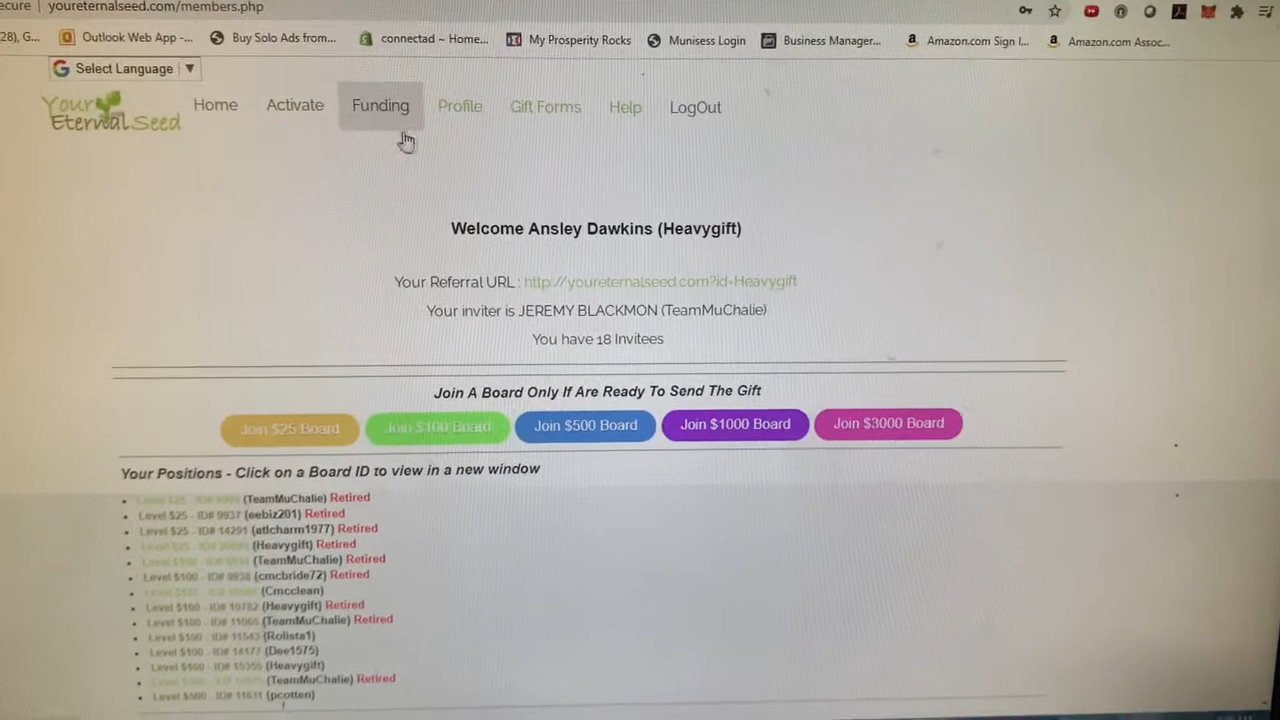 ecure | youreternalseed.com/members.php
28), G... Outlook Web App -... Buy Solo Ads from... connectad ~ Home... My Prosperity Rocks Munisess Login Business Manager... Amazon.com Sign I... Amazon.com Assoc...
G Select Language ▼
Your Eternal Seed
Home Activate Funding Profile Gift Forms Help LogOut
Welcome Ansley Dawkins (Heavygift)
Your Referral URL : http://youreternalseed.com?id=Heavygift
Your inviter is JEREMY BLACKMON (TeamMuChalie)
You have 18 Invitees
Join A Board Only If Are Ready To Send The Gift
Join $25 Board Join $100 Board Join $500 Board Join $1000 Board Join $3000 Board
Your Positions - Click on a Board ID to view in a new window
Level $25 - ID# (TeamMuChalie) Retired
Level $25 - ID# 9937 (eebiz201) Retired
Level $25 - ID# 14291 (atlcharm1977) Retired
Level $25 - ID# (Heavygift) Retired
(TeamMuChalie) Retired
Level $100 - ID# 9938 (cmcbride72) Retired
(Cmcclean)
Level $100 - ID# 10782 (Heavygift) Retired
Level $100 - ID# 11065 (TeamMuChalie) Retired
Level $100 - ID# 11543 (Rolista1)
Level $100 - ID# 14177 (Dee1575)
Level $100 - ID# 15355 (Heavygift)
(TeamMuChalie) Retired
Level $500 - ID# 11611 (pcotten)